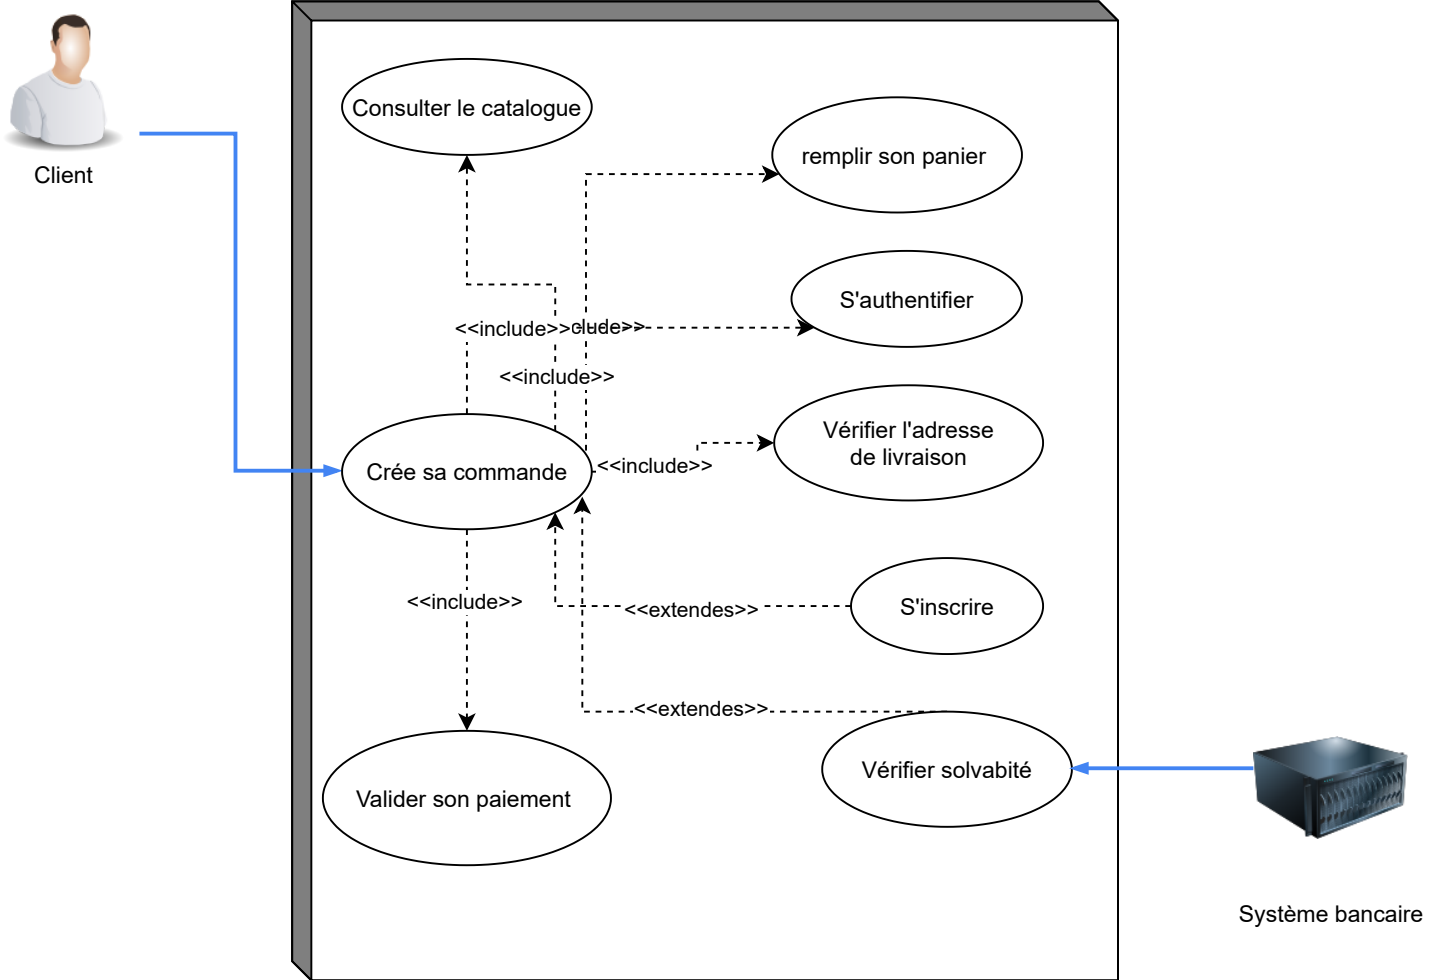 Client
Consulter le catalogue
remplir son panier
S'authentifier
<<include>>
clude>>
<<include>>
Vérifier l'adresse
de livraison
Crée sa commande
<<include>>
<<include>>
S'inscrire
<<extendes>>
<<extendes>>
Vérifier solvabité
Valider son paiement
Système bancaire